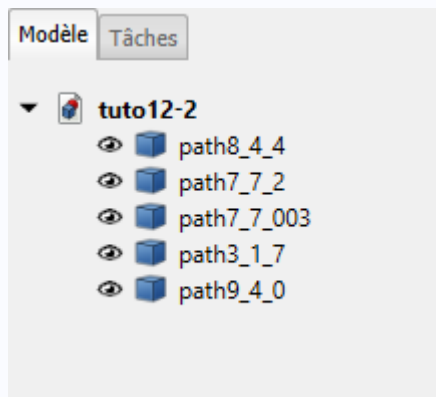 Modèle Tâches
tuto12-2
path8_4_4
path7_7_2
path7_7_003
path3_1_7
path9_4_0